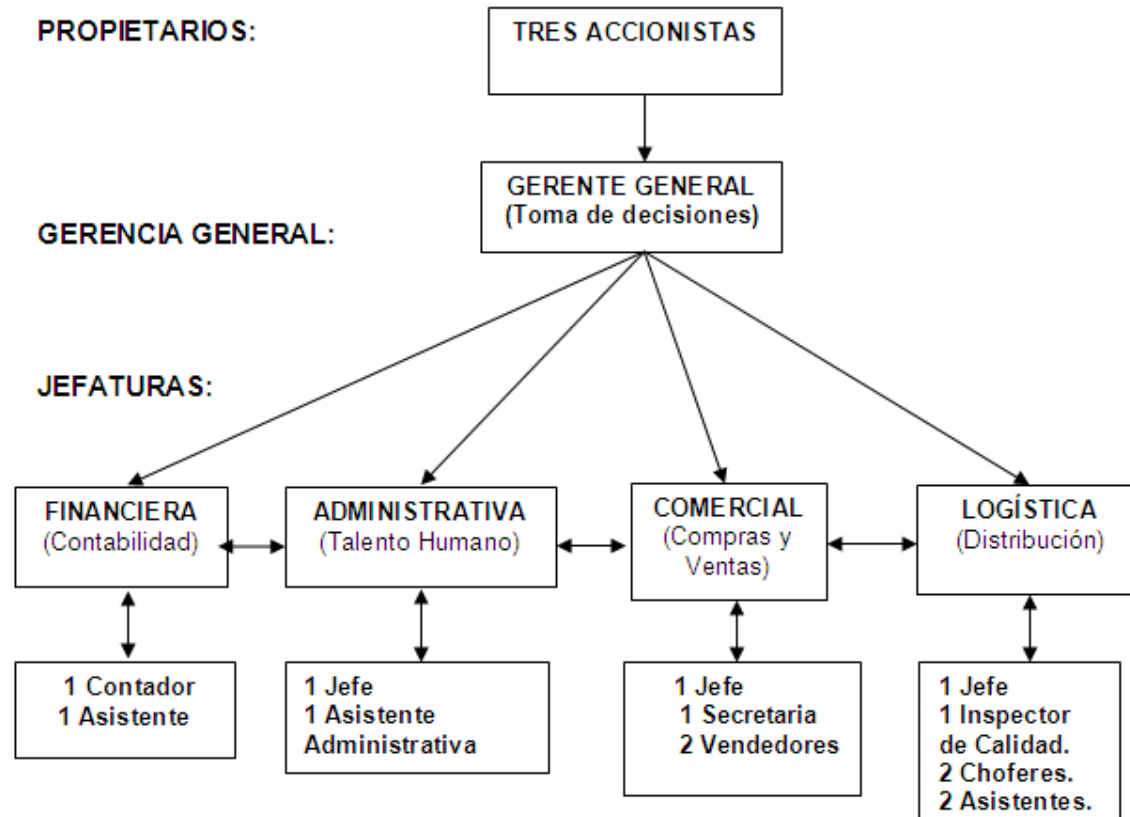 PROPIETARIOS:
TRES ACCIONISTAS
GERENTE GENERAL
(Toma de decisiones)
GERENCIA GENERAL:
JEFATURAS:
FINANCIERA
(Contabilidad)
ADMINISTRATIVA
(Talento Humano)
COMERCIAL
(Compras y
Ventas)
LOGÍSTICA
(Distribución)
1 Contador
1 Asistente
1 Jefe
1 Asistente
Administrativa
1 Jefe
1 Secretaria
2 Vendedores
1 Jefe
1 Inspector
de Calidad.
2 Choferes.
2 Asistentes.